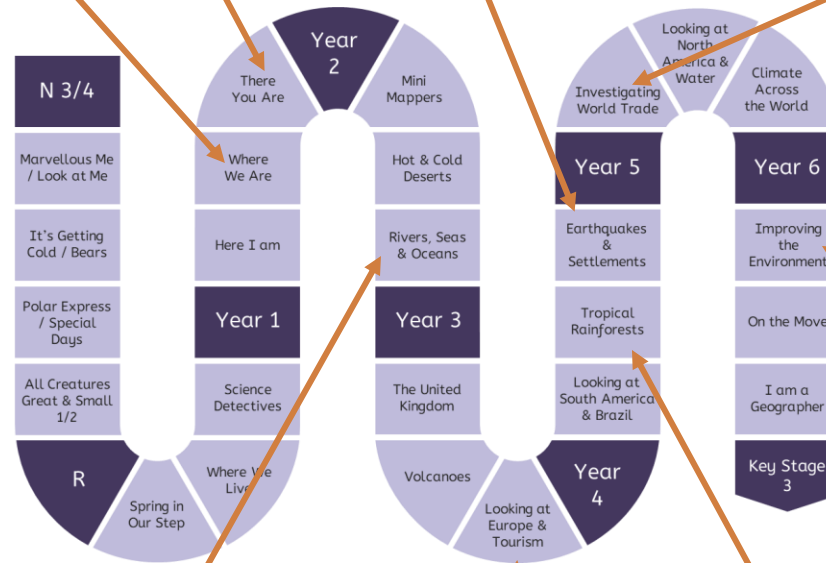 N 3/4
Marvellous Me
/ Look at Me
It's Getting
Cold / Bears
Polar Express
/ Special
Days
All Creatures
Great & Small
1/2
R
Spring in
Our Step
Where We
Live
Science
Detectives
Year 1
Here I am
Where
We Are
There
You Are
Year
2
Mini
Mappers
Hot & Cold
Deserts
Rivers, Seas
& Oceans
Year 3
The United
Kingdom
Volcanoes
Looking at
Europe &
Tourism
Year
4
Looking at
South America
& Brazil
Tropical
Rainforests
Earthquakes
&
Settlements
Year 5
Investigating
World Trade
Looking at
North
America &
Water
Climate
Across
the World
Year 6
Improving
the
Environment
On the Move
I am a
Geographer
Key Stage
3